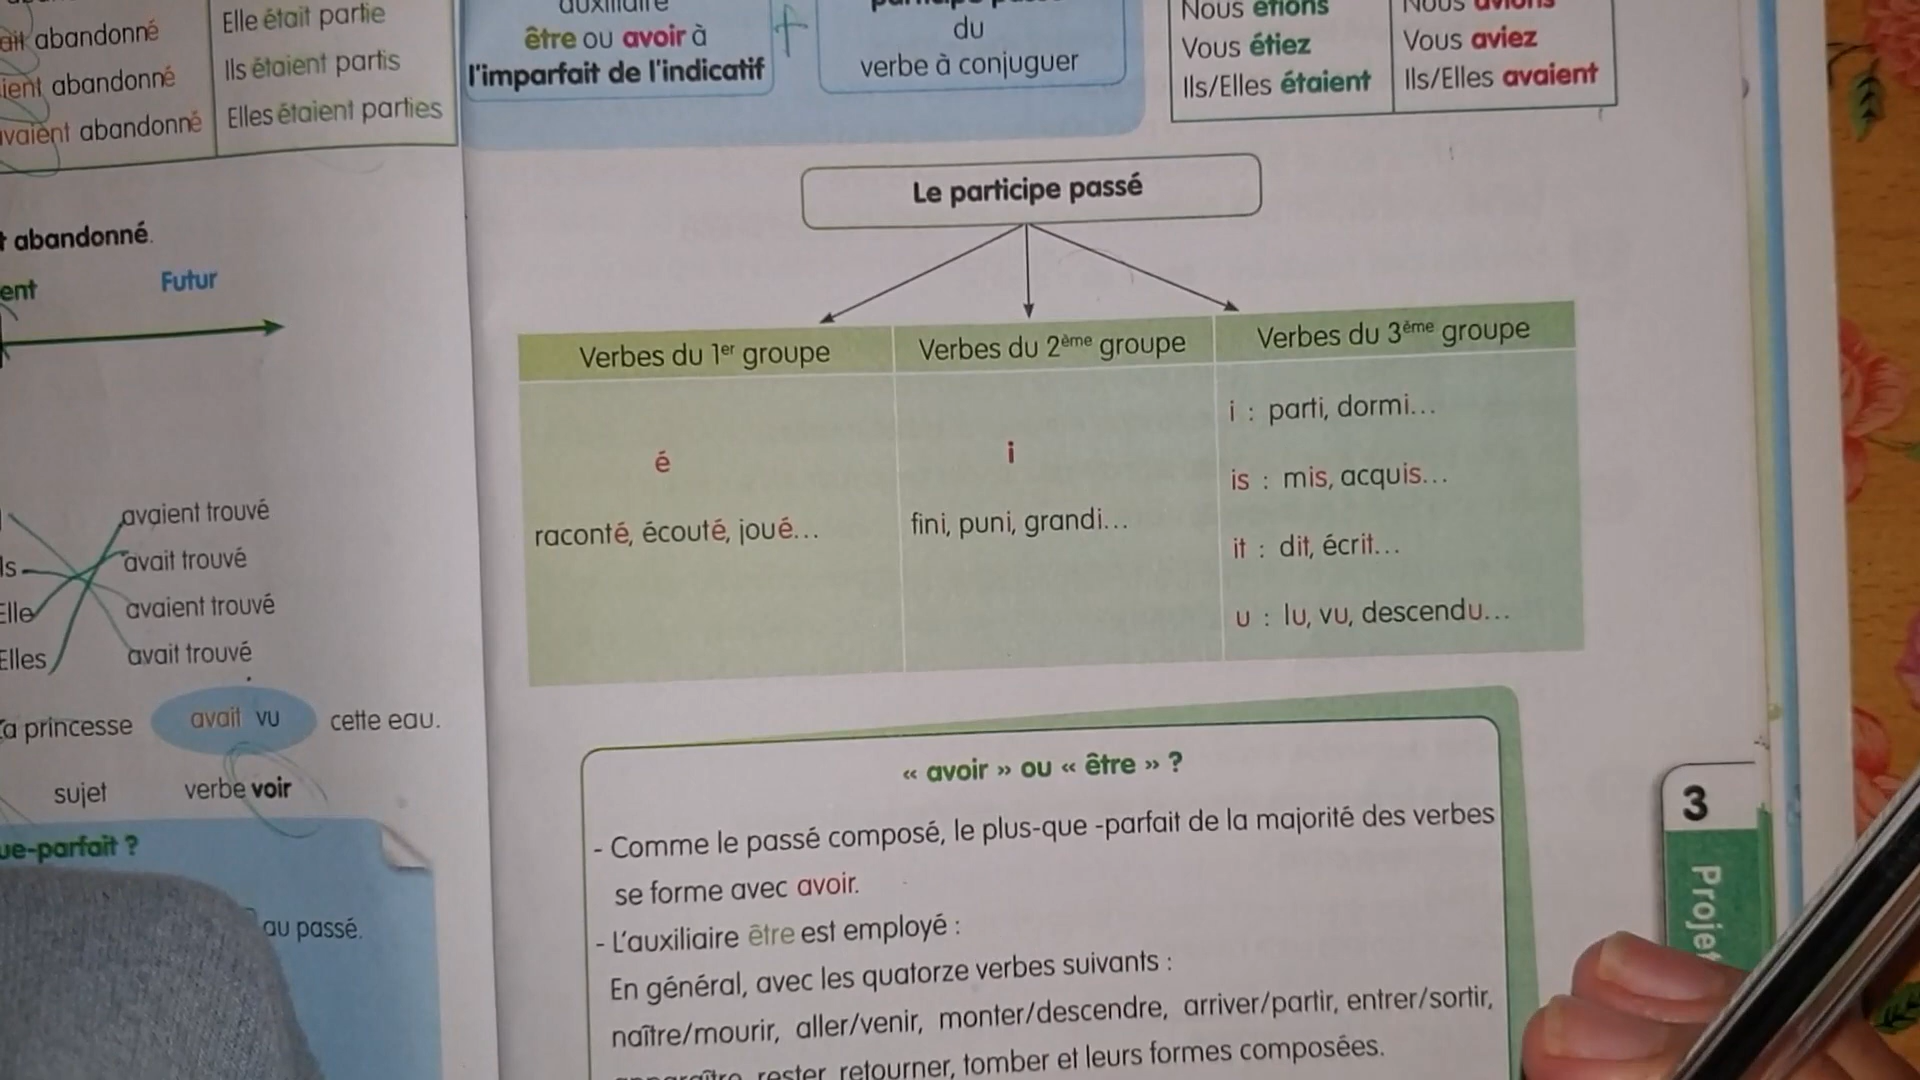 abandonné
abandonné
abandonné
Elle était partie
Ils étaient partis
Elles étaient parties
abandonné.
Futur
avaient trouvé
avait trouvé
Elle
avaient trouvé
Elles
avait trouvé
princesse avait vu cette eau.
sujet verbe voir
au passé.
auxiliaire
être ou avoir à
l'imparfait de l'indicatif
+
du
verbe à conjuguer
Nous étions
Vous étiez
Ils/Elles étaient
Nous avions
Vous aviez
Ils/Elles avaient
Le participe passé
Verbes du 1er groupe
Verbes du 2ème groupe
Verbes du 3ème groupe
é
raconté, écouté, joué...
i
fini, puni, grandi...
i : parti, dormi...
is : mis, acquis...
it : dit, écrit...
u : lu, vu, descendu...
« avoir » ou « être » ?
- Comme le passé composé, le plus-que -parfait de la majorité des verbes
se forme avec avoir.
- L'auxiliaire être est employé :
En général, avec les quatorze verbes suivants :
naître/mourir, aller/venir, monter/descendre, arriver/partir, entrer/sortir,
rester, retourner, tomber et leurs formes composées.
3